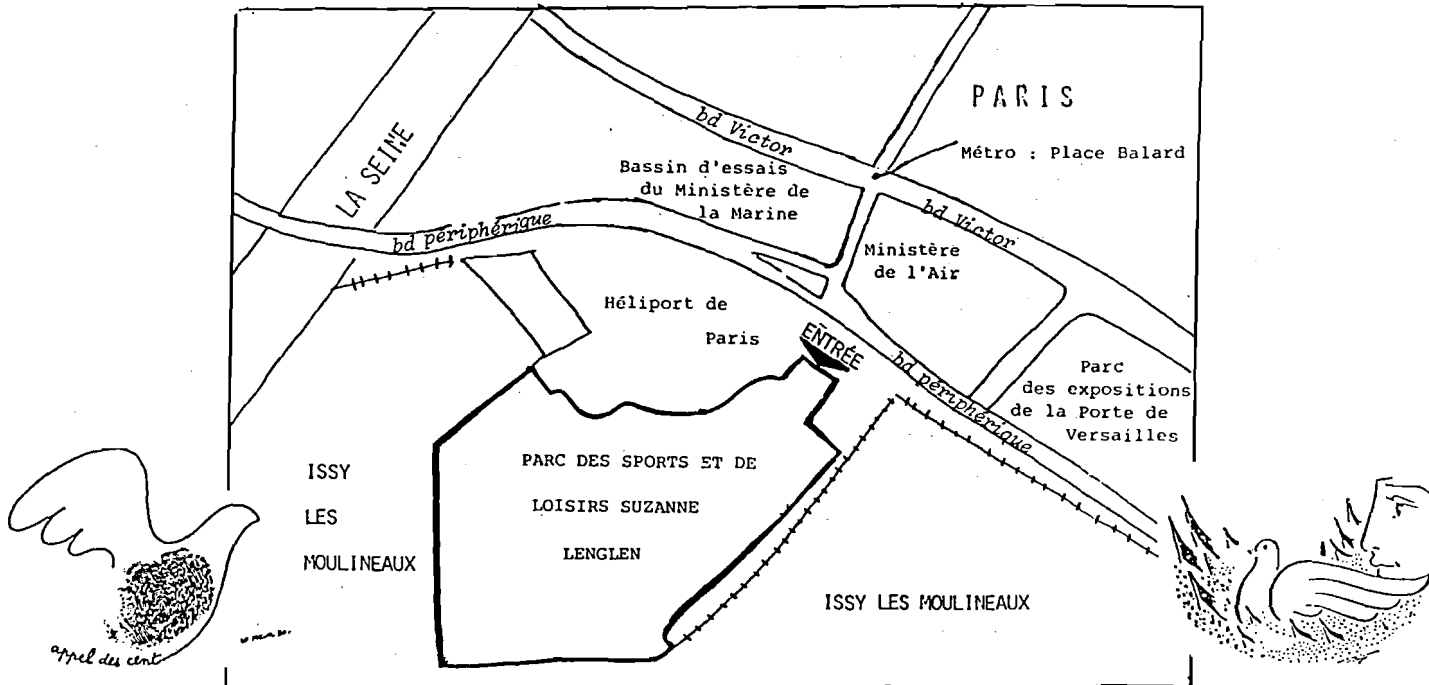 PARIS
bd Victor
Métro : Place Balard
LA SEINE
Bassin d'essais
du Ministère de
la Marine
bd Victor
bd périphérique
Ministère
de l'Air
Héliport de
Paris
ENTRÉE
bd périphérique
Parc
des expositions
de la Porte de
Versailles
ISSY
LES
MOULINEAUX
PARC DES SPORTS ET DE
LOISIRS SUZANNE
LENGLEN
ISSY LES MOULINEAUX
appel des cent